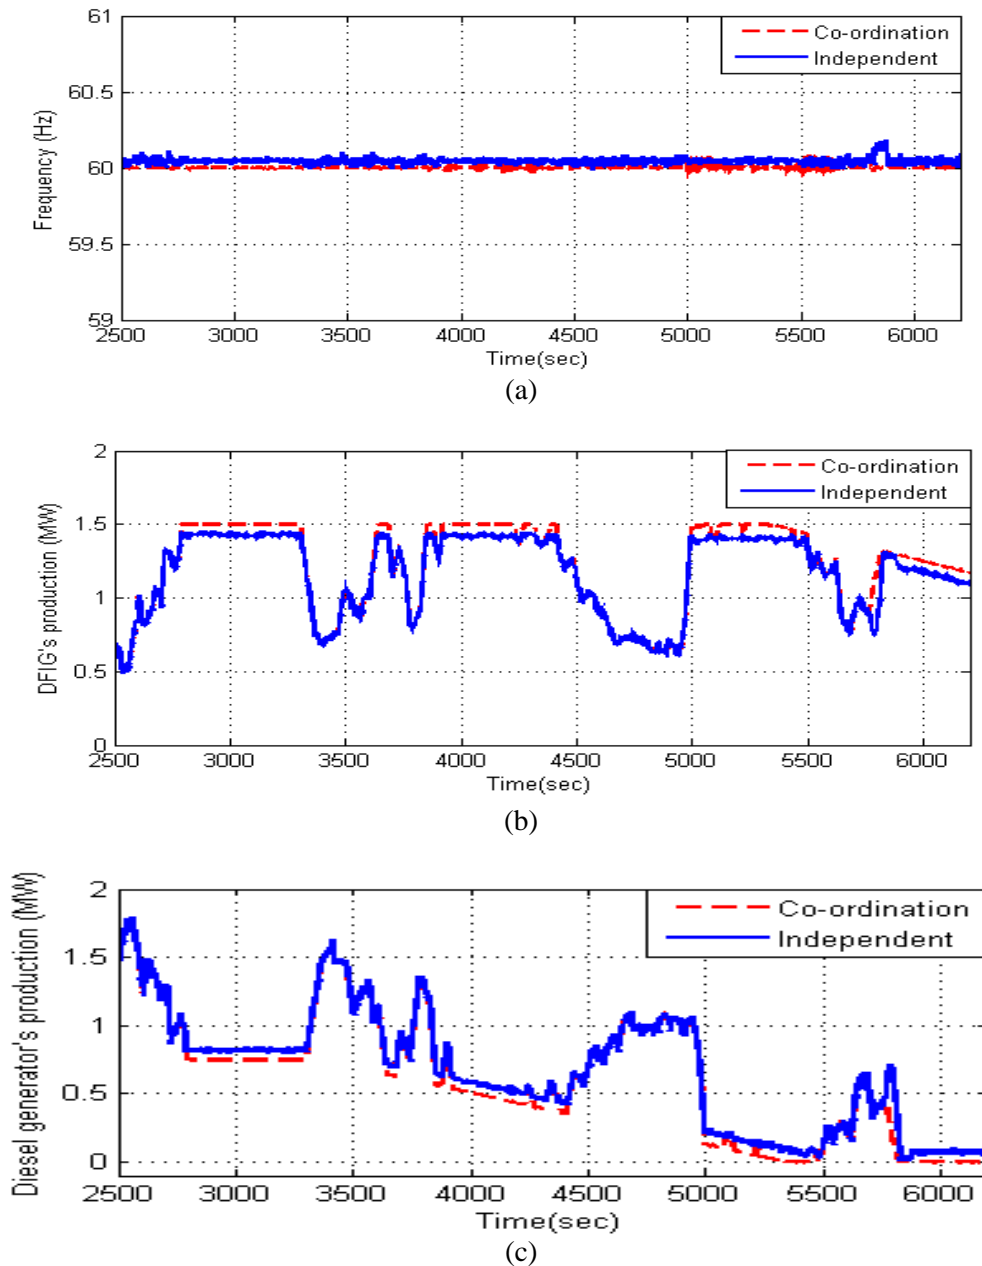 61
60.5
60
59.5
59
Frequency (Hz)
Co-ordination
Independent
2500 3000 3500 4000 4500 5000 5500 6000
Time(sec)
(a)
2
1.5
1
0.5
0
DFIG's production (MW)
Co-ordination
Independent
2500 3000 3500 4000 4500 5000 5500 6000
Time(sec)
(b)
2
1.5
1
0.5
0
Diesel generator's production (MW)
Co-ordination
Independent
2500 3000 3500 4000 4500 5000 5500 6000
Time(sec)
(c)